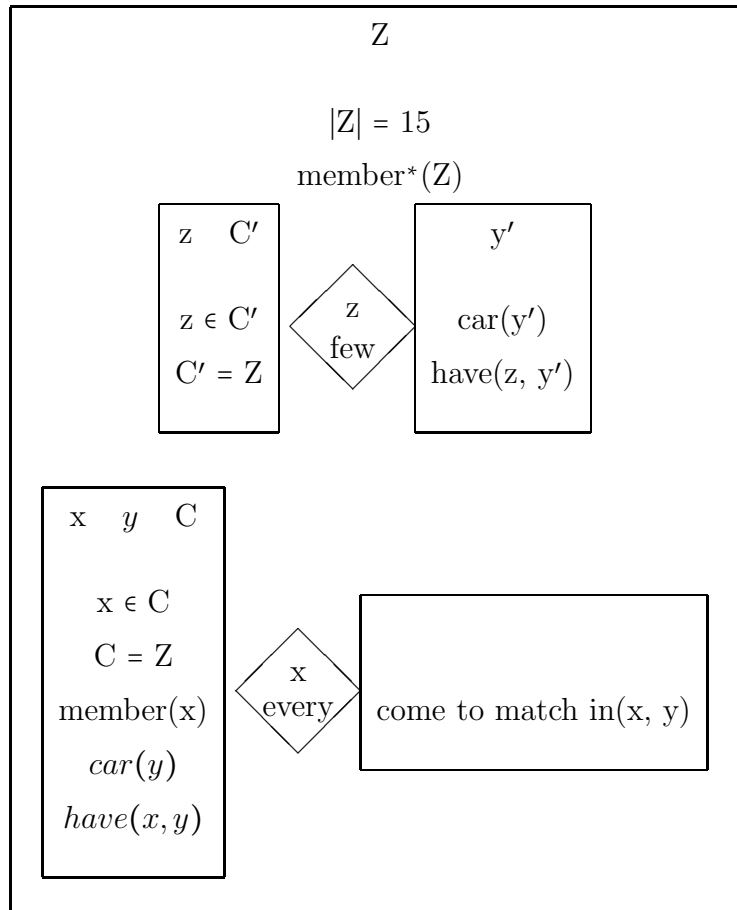 Z
|Z| = 15
member*(Z)
z C′
z ∈ C′
C′ = Z
z
few
y′
car(y′)
have(z, y′)
x y C
x ∈ C
C = Z
member(x)
car(y)
have(x, y)
x
every
come to match in(x, y)